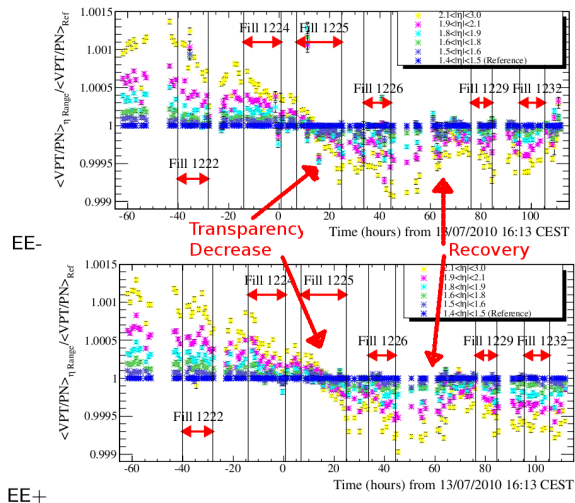 <VPT/PN>η Range/<VPT/PN>Ref
1.0015
1.001
1.0005
1
0.9995
0.999
Fill 1224
Fill 1225
2.1<|η|<3.0
1.9<|η|<2.1
1.8<|η|<1.9
1.6<|η|<1.8
1.5<|η|<1.6
1.4<|η|<1.5 (Reference)
Fill 1226
Fill 1229
Fill 1232
Fill 1222
-60 -40 -20 0 20 40 60 80 100
Time (hours) from 13/07/2010 16:13 CEST
EE-
Transparency
Decrease
Recovery
<VPT/PN>η Range/<VPT/PN>Ref
1.0015
1.001
1.0005
1
0.9995
0.999
Fill 1224
Fill 1225
2.1<|η|<3.0
1.9<|η|<2.1
1.8<|η|<1.9
1.6<|η|<1.8
1.5<|η|<1.6
1.4<|η|<1.5 (Reference)
Fill 1226
Fill 1229
Fill 1232
Fill 1222
-60 -40 -20 0 20 40 60 80 100
Time (hours) from 13/07/2010 16:13 CEST
EE+